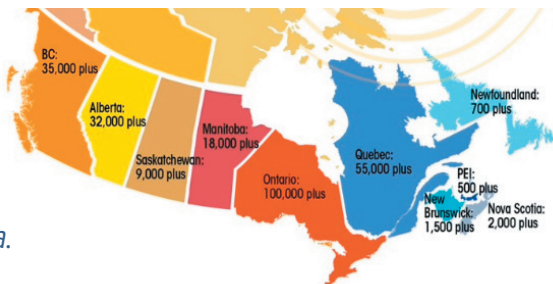 BC:
35,000 plus
Alberta:
32,000 plus
Saskatchewan:
9,000 plus
Manitoba:
18,000 plus
Ontario:
100,000 plus
Quebec:
55,000 plus
Newfoundland:
700 plus
PEI:
500 plus
New
Brunswick:
1,500 plus
Nova Scotia:
2,000 plus
a.